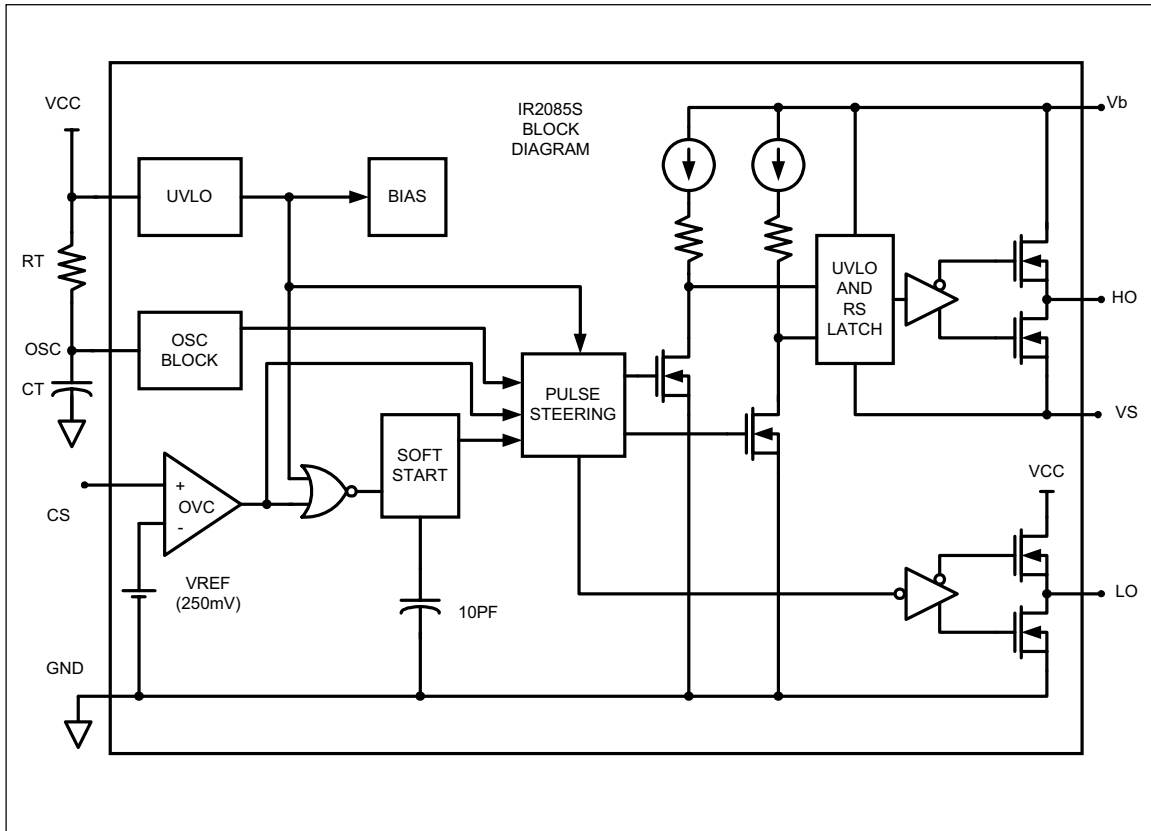 IR2085S
BLOCK
DIAGRAM
Vb
VCC
UVLO
BIAS
RT
UVLO
AND
RS
LATCH
HO
OSC
OSC
BLOCK
CT
PULSE
STEERING
VS
SOFT
START
VCC
+
OVC
-
CS
VREF
(250mV)
10PF
LO
GND